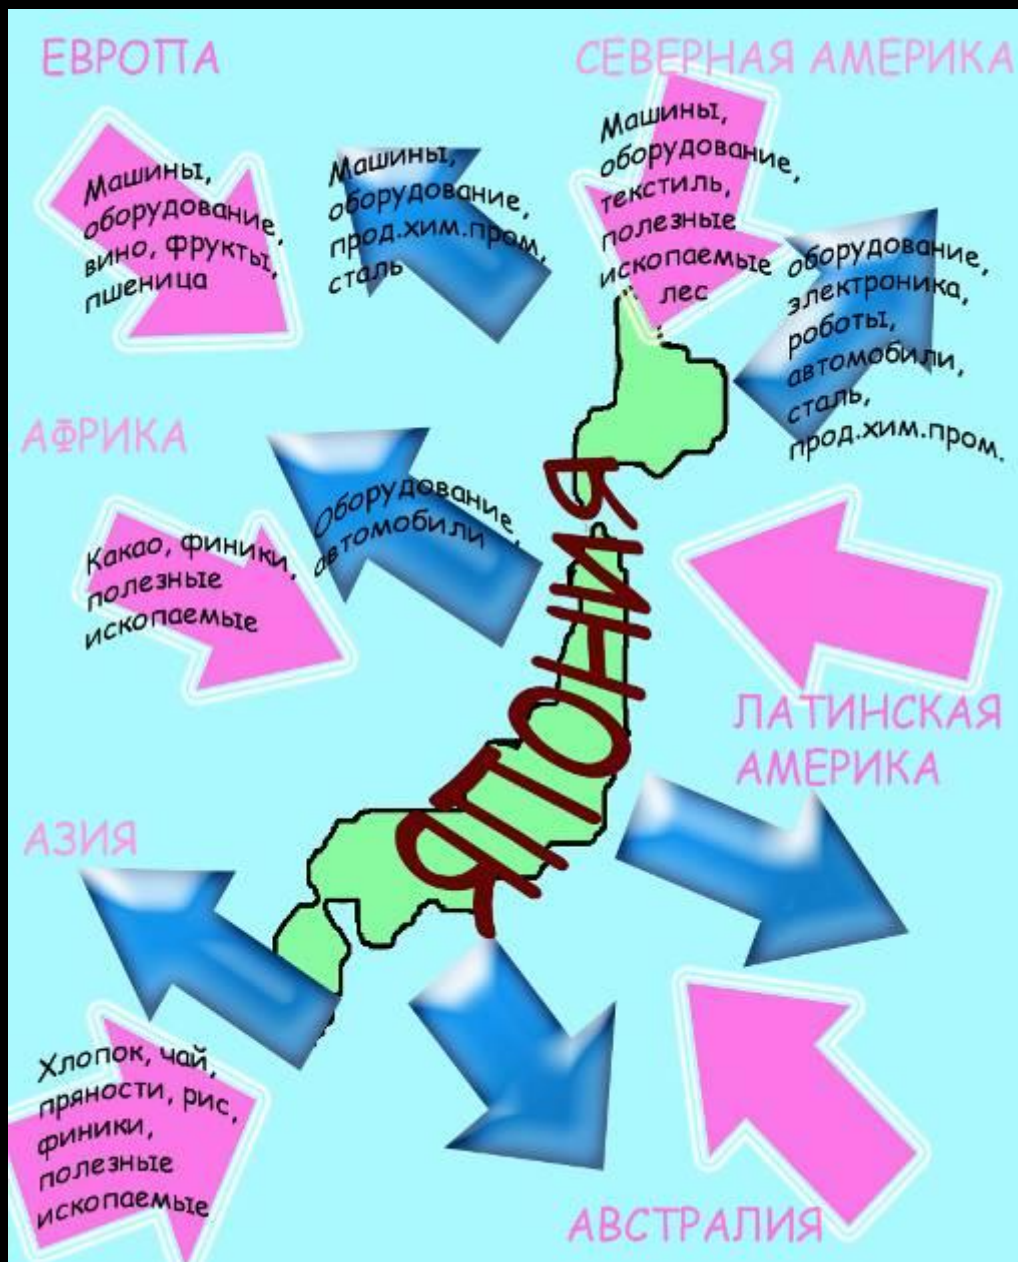 ЕВРОПА
СЕВЕРНАЯ АМЕРИКА
Машины,
оборудование,
вино, фрукты,
пшеница
Машины,
оборудование,
прод.хим.пром,
сталь
Машины,
оборудование,
текстиль,
полезные
ископаемые
лес
оборудование,
электроника,
роботы,
автомобили,
сталь,
прод.хим.пром.
АФРИКА
Какао, финики,
полезные
ископаемые
Оборудование,
автомобили
ЯПОНИЯ
ЛАТИНСКАЯ
АМЕРИКА
АЗИЯ
Хлопок, чай,
пряности, рис,
финики,
полезные
ископаемые
АВСТРАЛИЯ